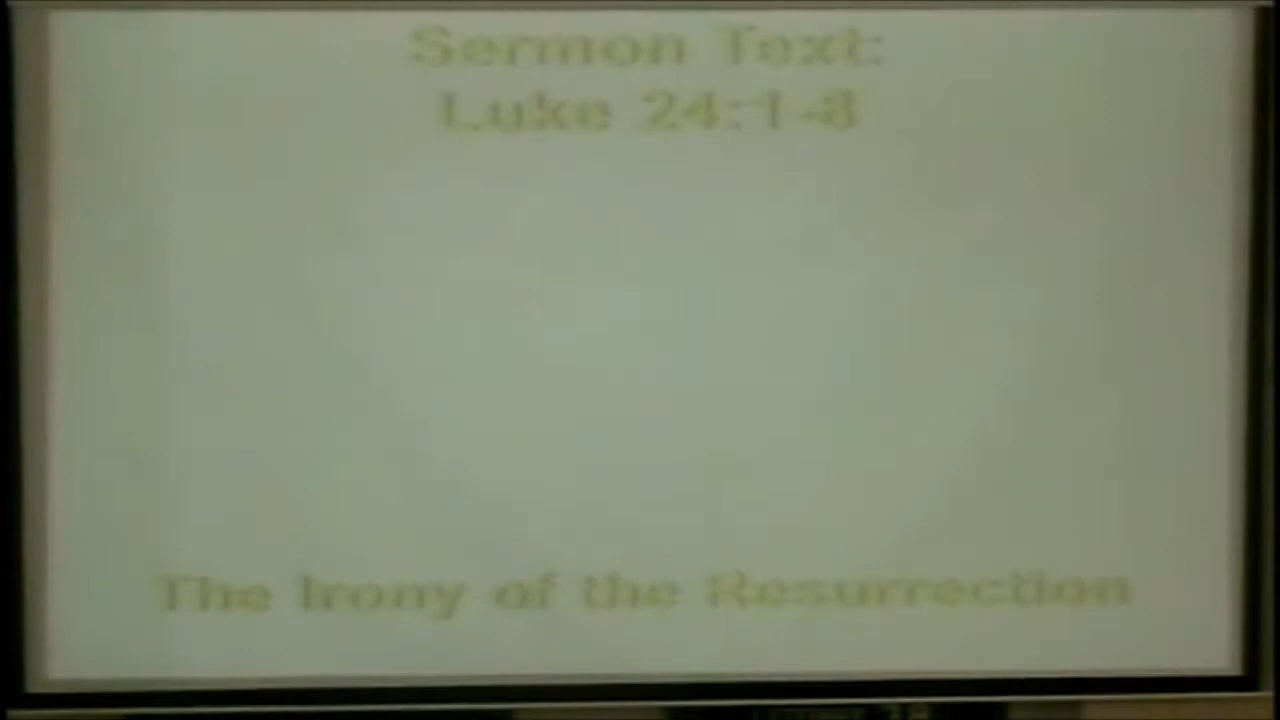 Sermon Text:
Luke 24:1-8
The Irony of the Resurrection